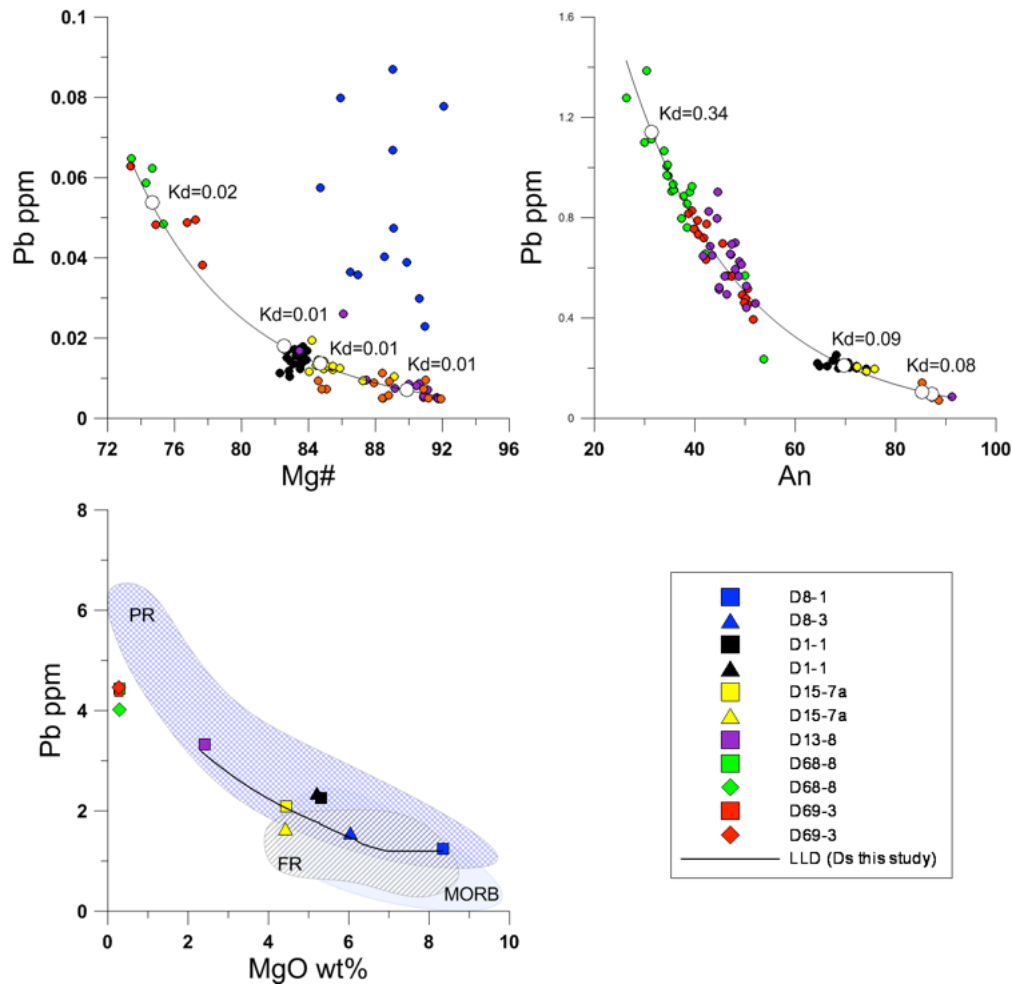 0.1
0.08
0.06
0.04
0.02
0
Pb ppm
72 76 80 84 88 92 96
Mg#
Kd=0.02
Kd=0.01
Kd=0.01
Kd=0.01
1.6
1.2
0.8
0.4
0
Pb ppm
20 40 60 80 100
An
Kd=0.34
Kd=0.09
Kd=0.08
8
6
4
2
0
Pb ppm
0 2 4 6 8 10
MgO wt%
PR
FR
MORB
D8-1
D8-3
D1-1
D1-1
D15-7a
D15-7a
D13-8
D68-8
D68-8
D69-3
D69-3
LLD (Ds this study)